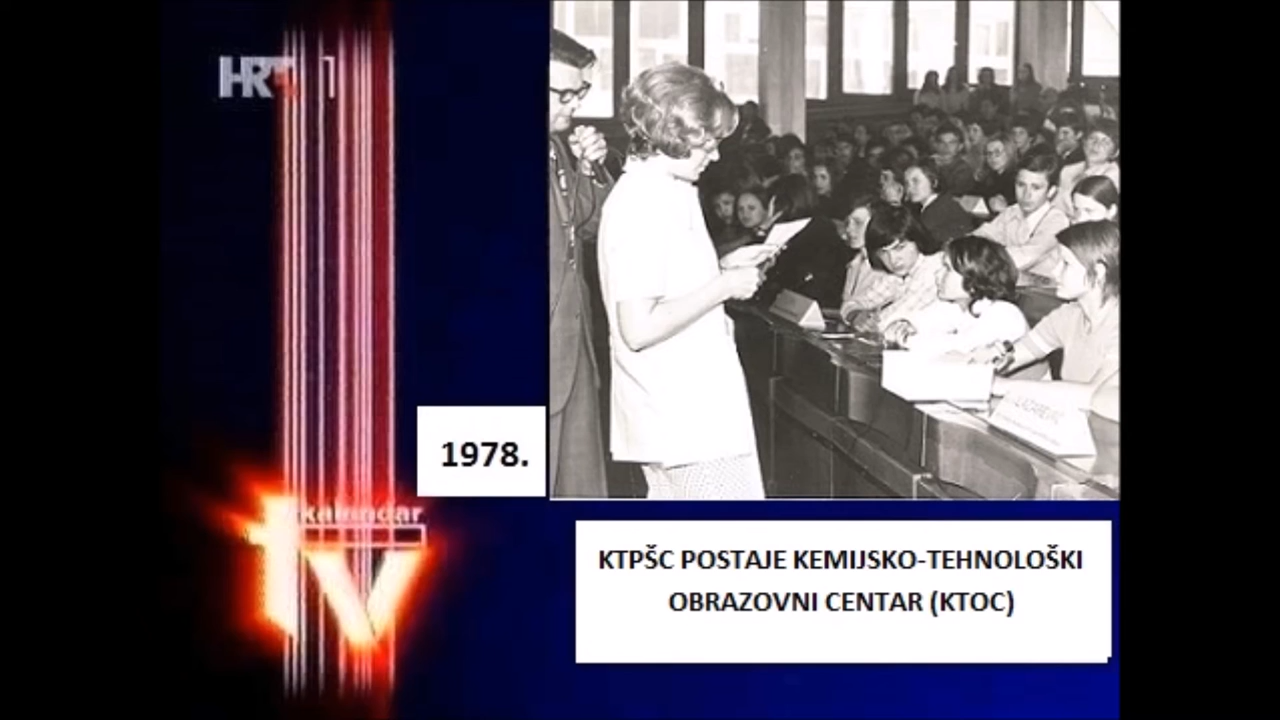 HRT 1
1978.
kalendar
tv
KTPŠC POSTAJE KEMIJSKO-TEHNOLOŠKI
OBRAZOVNI CENTAR (KTOC)